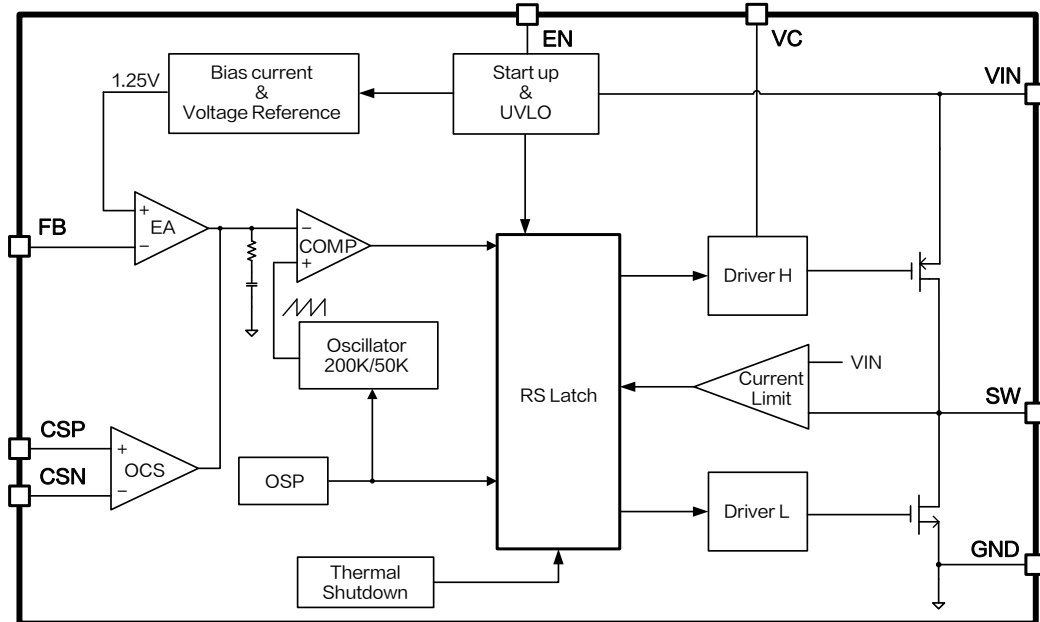 EN
VC
VIN
1.25V
Bias current
&
Voltage Reference
Start up
&
UVLO
FB
+
EA
−
−
COMP
+
Driver H
Oscillator
200K/50K
RS Latch
VIN
Current
Limit
SW
CSP
+
OCS
CSN
−
OSP
Driver L
GND
Thermal
Shutdown